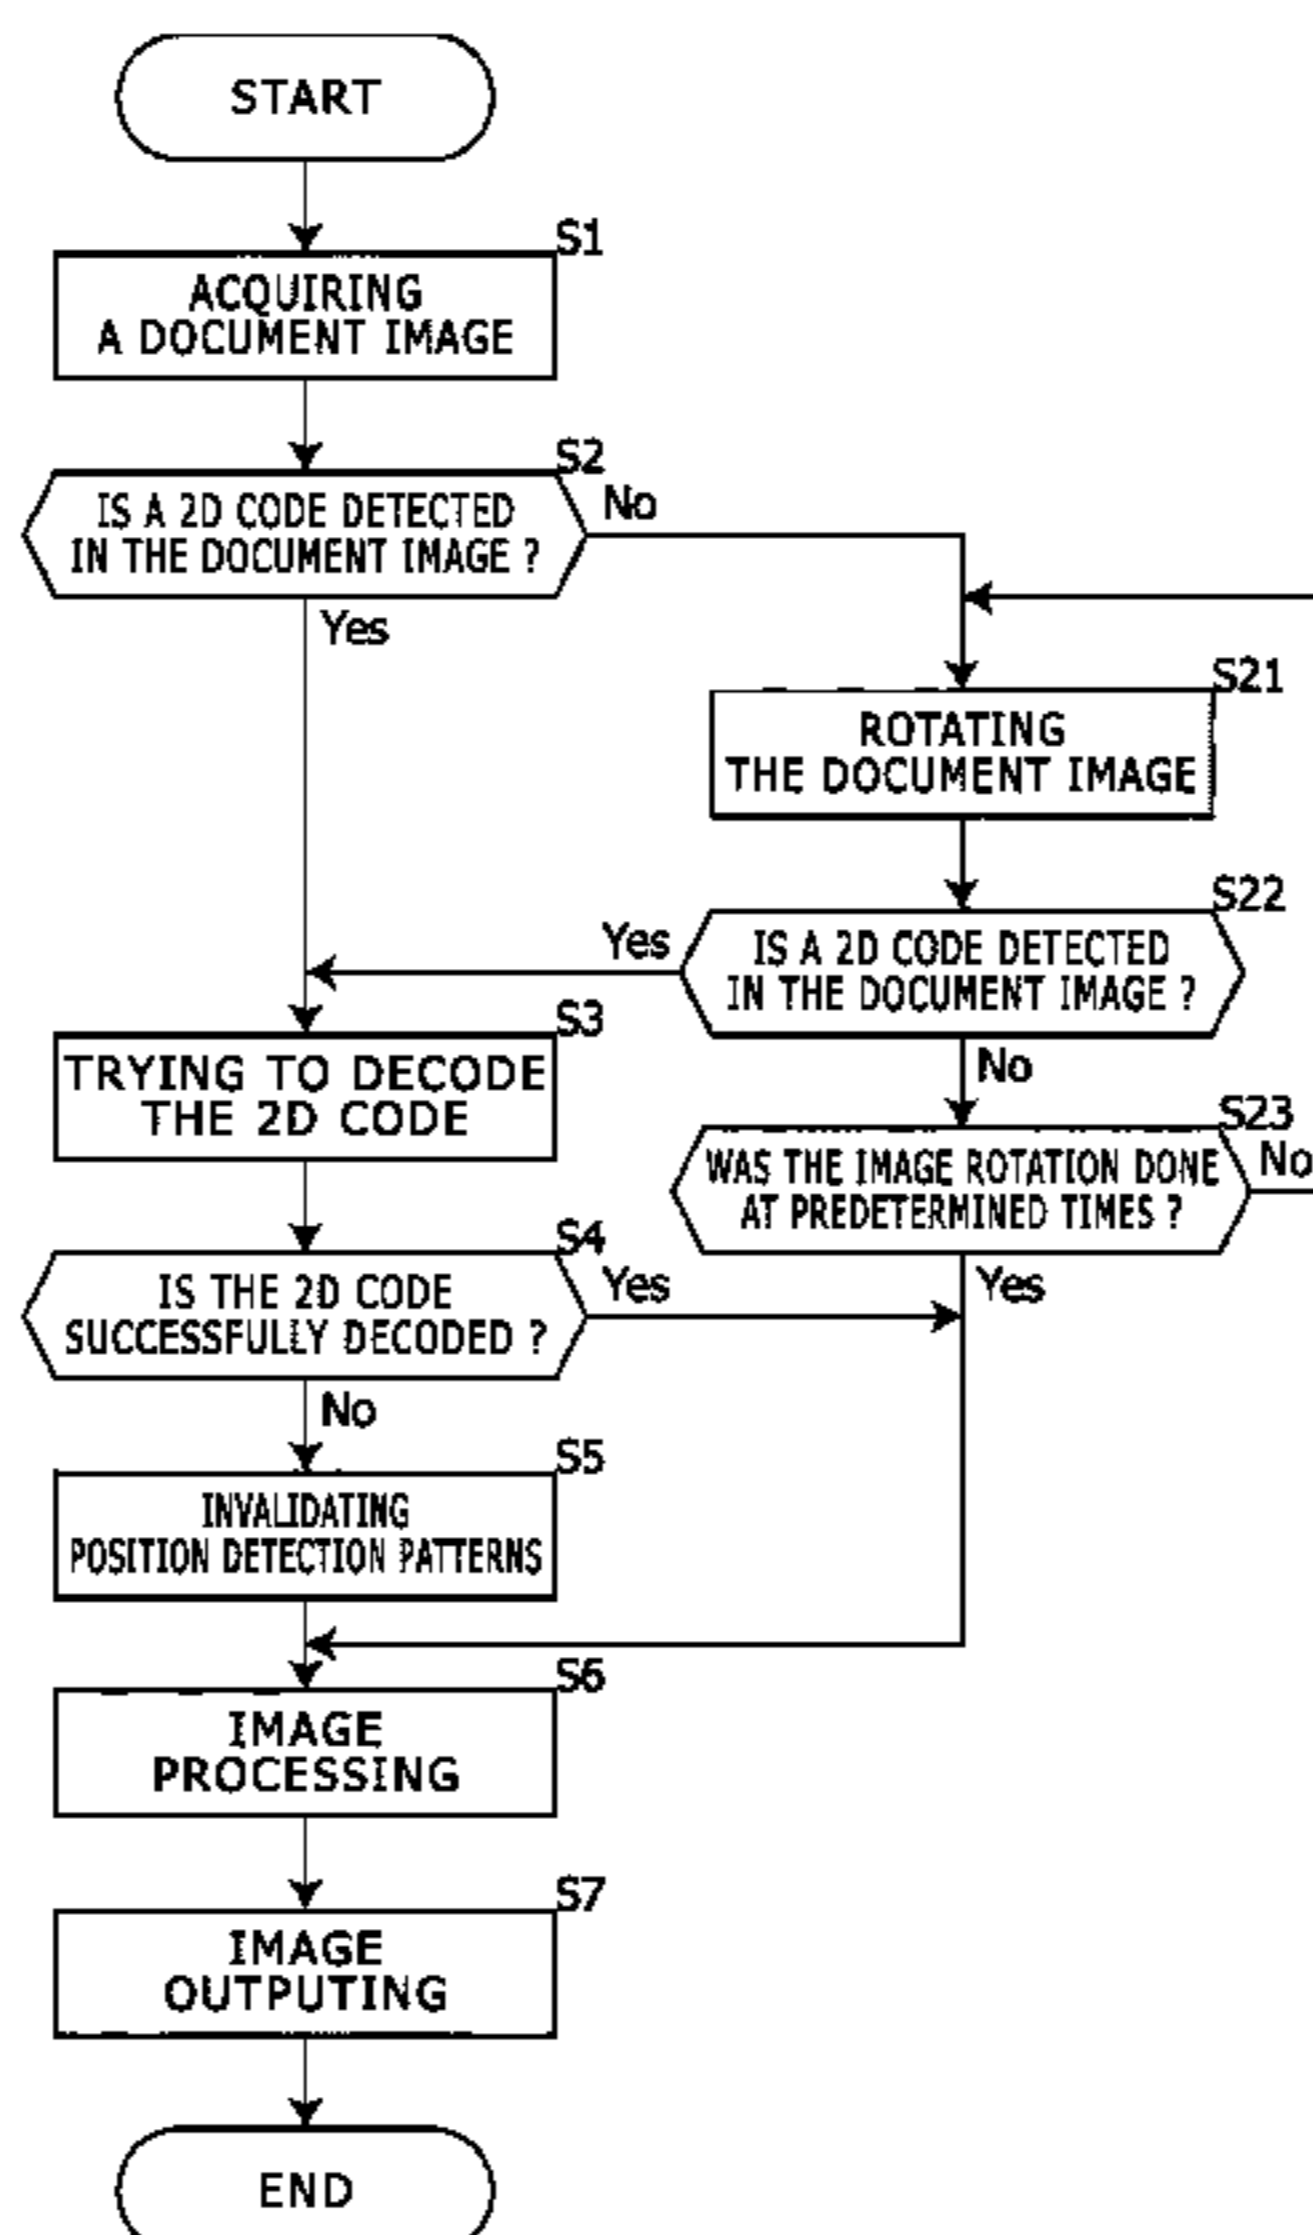 START
S1
ACQUIRING
A DOCUMENT IMAGE
S2
IS A 2D CODE DETECTED
IN THE DOCUMENT IMAGE ?
No
Yes
S21
ROTATING
THE DOCUMENT IMAGE
S22
IS A 2D CODE DETECTED
IN THE DOCUMENT IMAGE ?
Yes
No
S23
WAS THE IMAGE ROTATION DONE
AT PREDETERMINED TIMES ?
No
Yes
S3
TRYING TO DECODE
THE 2D CODE
S4
IS THE 2D CODE
SUCCESSFULLY DECODED ?
Yes
No
S5
INVALIDATING
POSITION DETECTION PATTERNS
S6
IMAGE
PROCESSING
S7
IMAGE
OUTPUTING
END